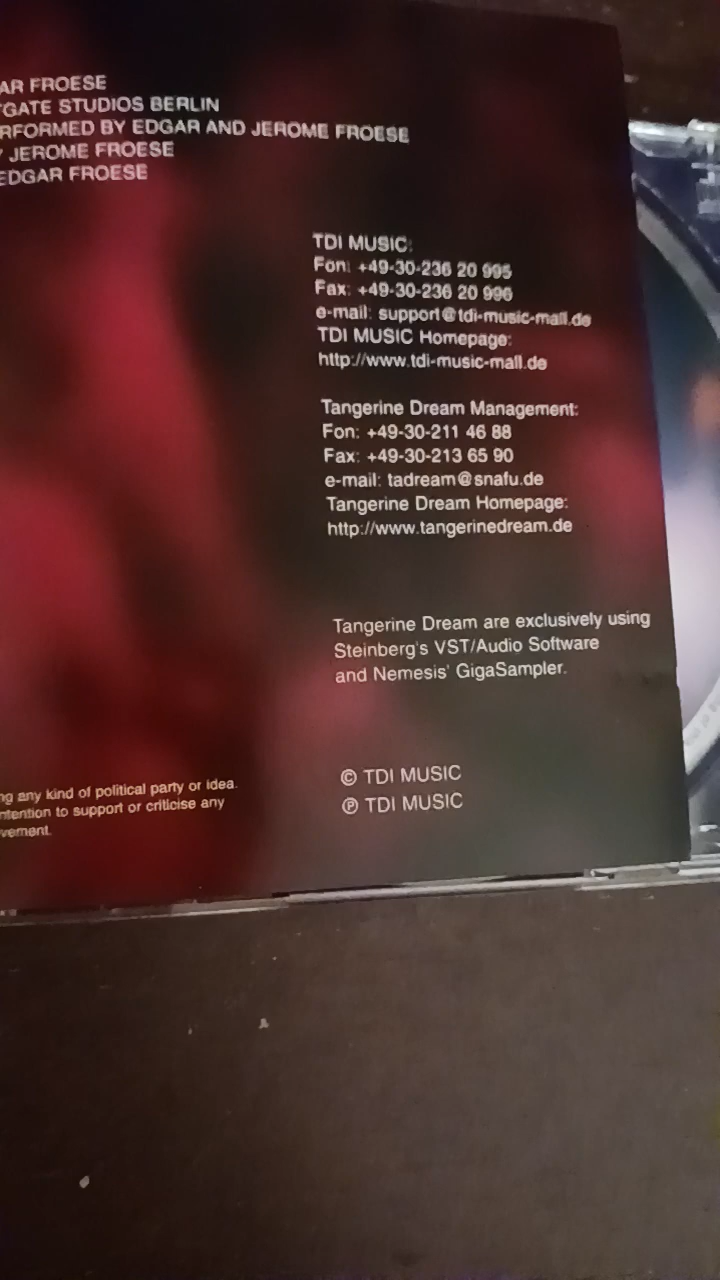 AR FROESE
GATE STUDIOS BERLIN
RFORMED BY EDGAR AND JEROME FROESE
JEROME FROESE
EDGAR FROESE
TDI MUSIC:
Fon: +49-30-236 20 995
Fax: +49-30-236 20 996
e-mail: support@tdi-music-mall.de
TDI MUSIC Homepage:
http://www.tdi-music-mall.de
Tangerine Dream Management:
Fon: +49-30-211 46 88
Fax: +49-30-213 65 90
e-mail: tadream@snafu.de
Tangerine Dream Homepage:
http://www.tangerinedream.de
Tangerine Dream are exclusively using
Steinberg's VST/Audio Software
and Nemesis' GigaSampler.
© TDI MUSIC
℗ TDI MUSIC
ng any kind of political party or idea.
ntention to support or criticise any
vement.